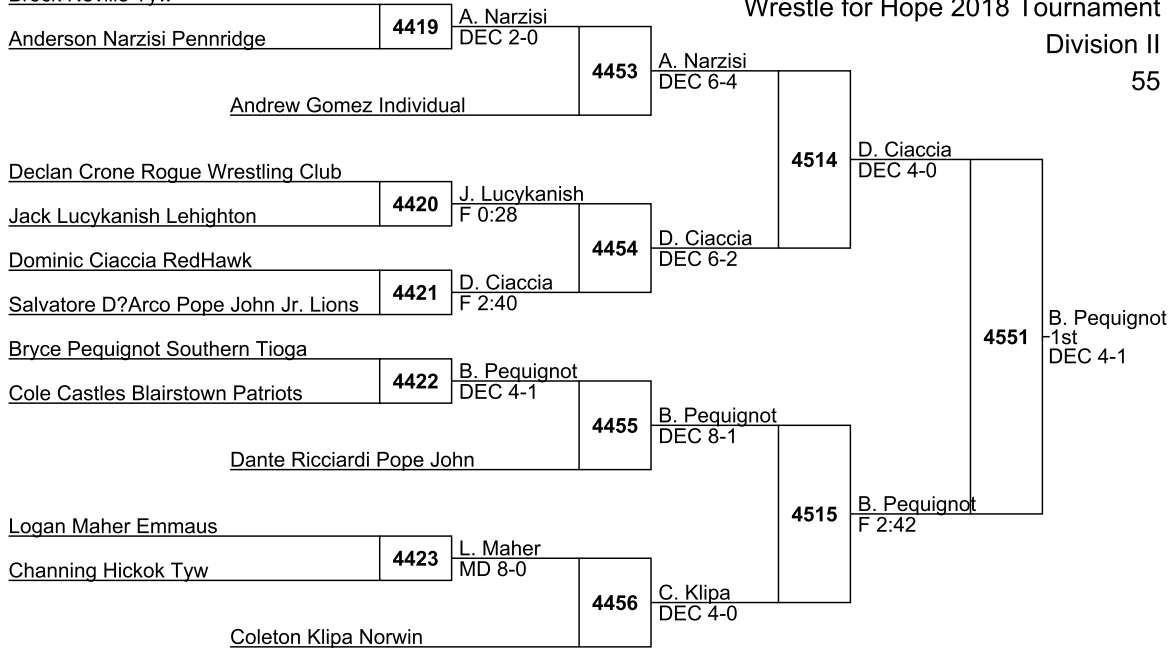 Wrestle for Hope 2018 Tournament
Division II
55
4419
A. Narzisi
DEC 2-0
Anderson Narzisi Pennridge
4453
A. Narzisi
DEC 6-4
Andrew Gomez Individual
4514
D. Ciaccia
DEC 4-0
Declan Crone Rogue Wrestling Club
4420
J. Lucykanish
F 0:28
Jack Lucykanish Lehighton
4454
D. Ciaccia
DEC 6-2
Dominic Ciaccia RedHawk
4421
D. Ciaccia
F 2:40
Salvatore D?Arco Pope John Jr. Lions
4551
B. Pequignot
1st
DEC 4-1
Bryce Pequignot Southern Tioga
4422
B. Pequignot
DEC 4-1
Cole Castles Blairstown Patriots
4455
B. Pequignot
DEC 8-1
Dante Ricciardi Pope John
4515
B. Pequignot
F 2:42
Logan Maher Emmaus
4423
L. Maher
MD 8-0
Channing Hickok Tyw
4456
C. Klipa
DEC 4-0
Coleton Klipa Norwin